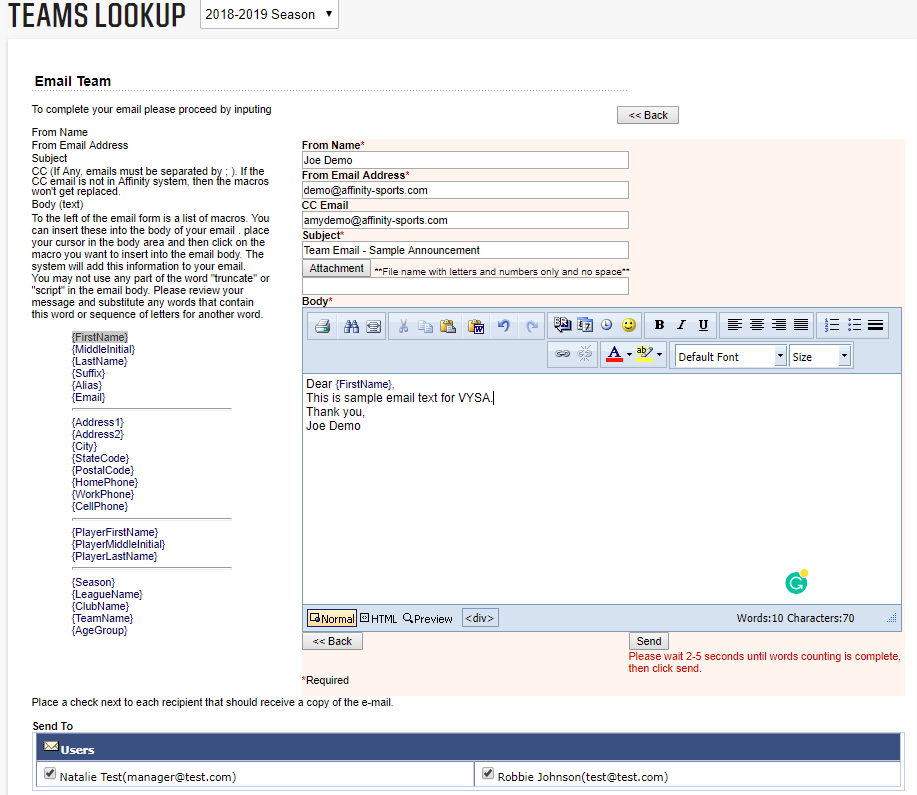 TEAMS LOOKUP
2018-2019 Season
Email Team
To complete your email please proceed by inputing
<< Back
From Name
From Email Address
Subject
CC (If Any, emails must be separated by ; ). If the
CC email is not in Affinity system, then the macros
won't get replaced.
Body (text)
To the left of the email form is a list of macros. You
can insert these into the body of your email . place
your cursor in the body area and then click on the
macro you want to insert into the email body. The
system will add this information to your email.
You may not use any part of the word "truncate" or
"script" in the email body. Please review your
message and substitute any words that contain
this word or sequence of letters for another word.
{FirstName}
{MiddleInitial}
{LastName}
{Suffix}
{Alias}
{Email}
{Address1}
{Address2}
{City}
{StateCode}
{PostalCode}
{HomePhone}
{WorkPhone}
{CellPhone}
{PlayerFirstName}
{PlayerMiddleInitial}
{PlayerLastName}
{Season}
{LeagueName}
{ClubName}
{TeamName}
{AgeGroup}
From Name*
Joe Demo
From Email Address*
demo@affinity-sports.com
CC Email
amydemo@affinity-sports.com
Subject*
Team Email - Sample Announcement
Attachment **File name with letters and numbers only and no space**
Body*
BR B I U
A ab Default Font Size
Dear {FirstName},
This is sample email text for VYSA.
Thank you,
Joe Demo
Normal HTML Preview <div> Words:10 Characters:70
<< Back Send
Please wait 2-5 seconds until words counting is complete,
then click send.
*Required
Place a check next to each recipient that should receive a copy of the e-mail.
Send To
Users
Natalie Test(manager@test.com) Robbie Johnson(test@test.com)